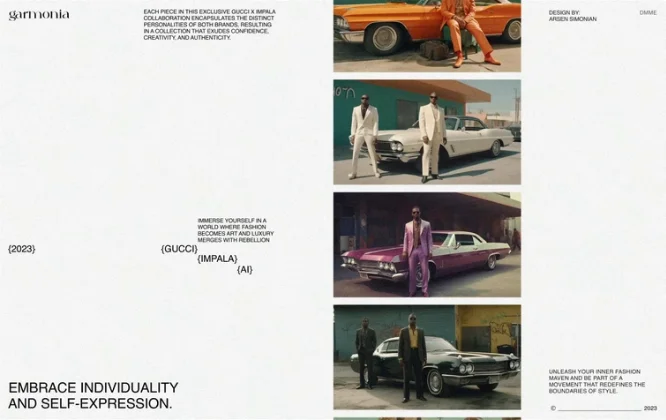 garmonia
EACH PIECE IN THIS EXCLUSIVE GUCCI X IMPALA
COLLABORATION ENCAPSULATES THE DISTINCT
PERSONALITIES OF BOTH BRANDS, RESULTING
IN A COLLECTION THAT EXUDES CONFIDENCE,
CREATIVITY, AND AUTHENTICITY.
DESIGN BY:
ARSEN SIMONIAN
DMME
IMMERSE YOURSELF IN A
WORLD WHERE FASHION
BECOMES ART AND LUXURY
MERGES WITH REBELLION
{2023}
{GUCCI}
{IMPALA}
{AI}
EMBRACE INDIVIDUALITY
AND SELF-EXPRESSION.
UNLEASH YOUR INNER FASHION
MAVEN AND BE PART OF A
MOVEMENT THAT REDEFINES THE
BOUNDARIES OF STYLE.
© 2023